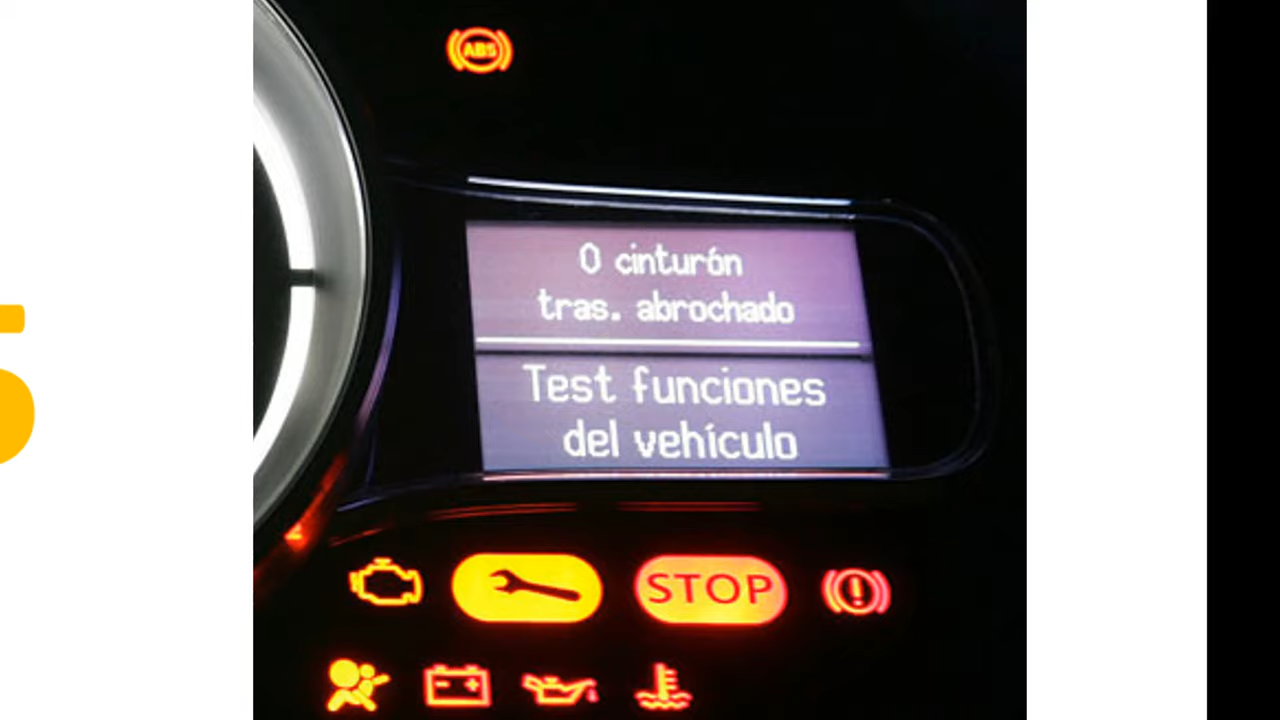 ABS
0 cinturón
tras. abrochado
Test funciones
del vehículo
STOP